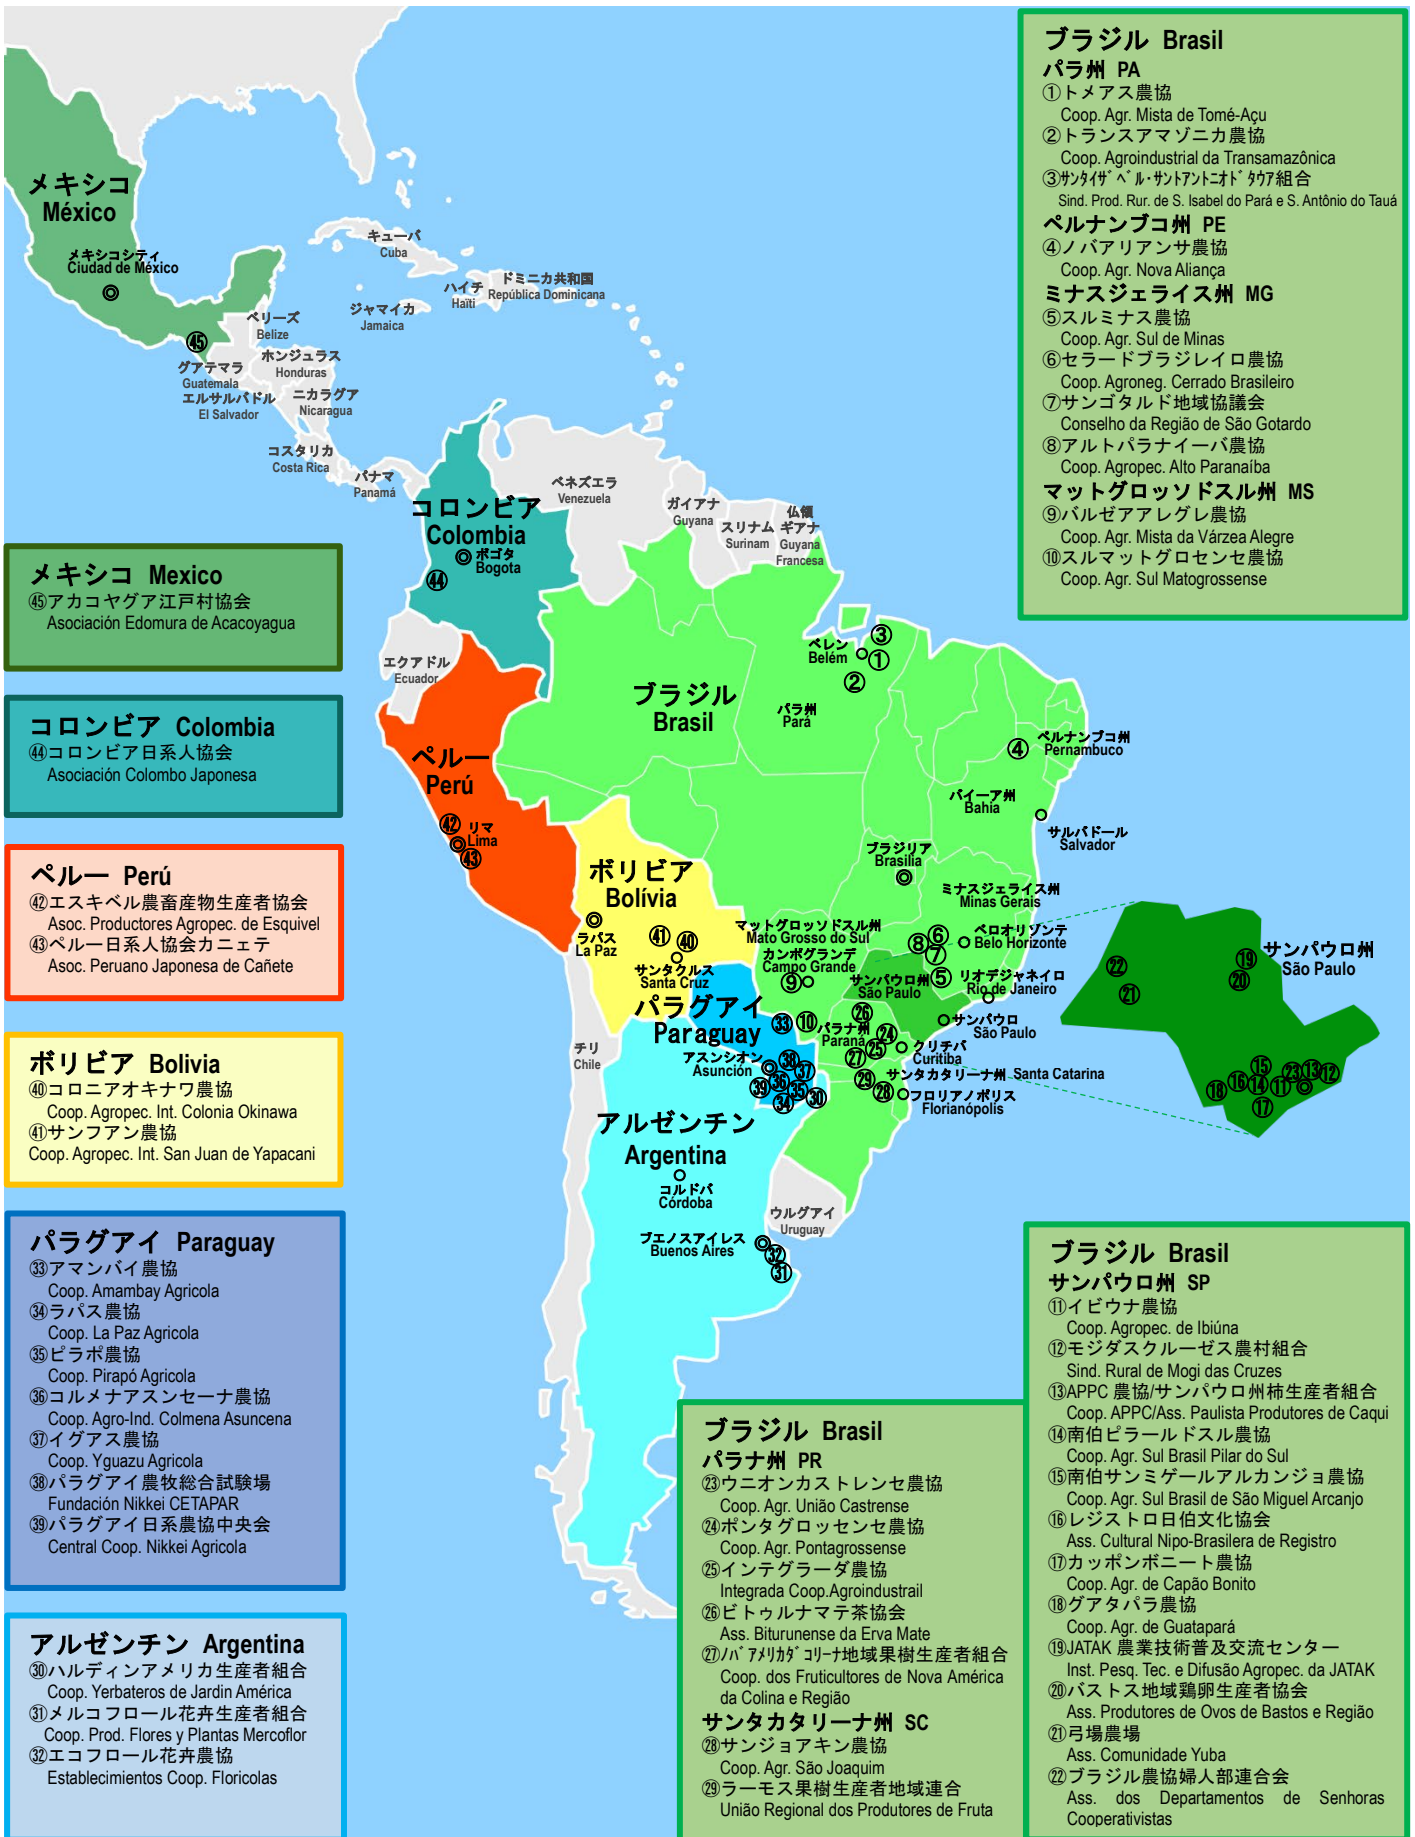 ブラジル Brasil
パラ州 PA
①トメアス農協
Coop. Agr. Mista de Tomé-Açu
②トランスアマゾニカ農協
Coop. Agroindustrial da Transamazônica
③ｻﾝﾀｲｻﾞﾍﾞﾙ･ｻﾝﾄｱﾝﾄﾆｵﾄﾞﾀｳｱ組合
Sind. Prod. Rur. de S. Isabel do Pará e S. Antônio do Tauá
ペルナンブコ州 PE
④ノバアリアンサ農協
Coop. Agr. Nova Aliança
ミナスジェライス州 MG
⑤スルミナス農協
Coop. Agr. Sul de Minas
⑥セラードブラジレイロ農協
Coop. Agroneg. Cerrado Brasileiro
⑦サンゴタルド地域協議会
Conselho da Região de São Gotardo
⑧アルトパラナイーバ農協
Coop. Agropec. Alto Paranaíba
マットグロッソドスル州 MS
⑨バルゼアアレグレ農協
Coop. Agr. Mista da Várzea Alegre
⑩スルマットグロセンセ農協
Coop. Agr. Sul Matogrossense
メキシコ
México
メキシコシティ
Ciudad de México
㊺
キューバ
Cuba
ハイチ
Haïti
ドミニカ共和国
República Dominicana
ジャマイカ
Jamaica
ベリーズ
Belize
グアテマラ
Guatemala
ホンジュラス
Honduras
エルサルバドル
El Salvador
ニカラグア
Nicaragua
コスタリカ
Costa Rica
パナマ
Panamá
コロンビア
Colombia
ボゴタ
Bogota
㊹
ベネズエラ
Venezuela
ガイアナ
Guyana
スリナム
Surinam
仏領
ギアナ
Guyana
Francesa
エクアドル
Ecuador
ブラジル
Brasil
ベレン
Belém
③
①
②
パラ州
Pará
④
ペルナンブコ州
Pernambuco
バイーア州
Bahia
サルバドール
Salvador
ブラジリア
Brasilia
ペルー
Perú
㊷
リマ
Lima
㊸
ボリビア
Bolívia
ラパス
La Paz
㊶
㊵
サンタクルス
Santa Cruz
ミナスジェライス州
Minas Gerais
マットグロッソドスル州
Mato Grosso do Sul
カンポグランデ
Campo Grande
⑨
⑧
⑥
⑦
⑤
ベロオリゾンテ
Belo Horizonte
サンパウロ州
São Paulo
リオデジャネイロ
Rio de Janeiro
サンパウロ
São Paulo
パラグアイ
Paraguay
㉝
⑩
アスンシオン
Asunción
㊳
㊲
㊱
㊴
㉟
㉞
㉚
パラナ州
Paraná
㉖
㉔
㉕
㉗
クリチバ
Curitiba
サンタカタリーナ州 Santa Catarina
㉙
㉘
フロリアノポリス
Florianópolis
チリ
Chile
アルゼンチン
Argentina
コルドバ
Córdoba
ウルグアイ
Uruguay
ブエノスアイレス
Buenos Aires
㉜
㉛
サンパウロ州
São Paulo
㉒
㉑
⑲
⑳
⑮
⑱
⑯
⑭
⑪
㉓
⑬
⑫
⑰
メキシコ Mexico
㊺アカコヤグア江戸村協会
Asociación Edomura de Acacoyagua
コロンビア Colombia
㊹コロンビア日系人協会
Asociación Colombo Japonesa
ペルー Perú
㊷エスキベル農畜産物生産者協会
Asoc. Productores Agropec. de Esquivel
㊸ペルー日系人協会カニェテ
Asoc. Peruano Japonesa de Cañete
ボリビア Bolivia
㊵コロニアオキナワ農協
Coop. Agropec. Int. Colonia Okinawa
㊶サンフアン農協
Coop. Agropec. Int. San Juan de Yapacani
パラグアイ Paraguay
㉝アマンバイ農協
Coop. Amambay Agricola
㉞ラパス農協
Coop. La Paz Agricola
㉟ピラポ農協
Coop. Pirapó Agricola
㊱コルメナアスンセーナ農協
Coop. Agro-Ind. Colmena Asuncena
㊲イグアス農協
Coop. Yguazu Agricola
㊳パラグアイ農牧総合試験場
Fundación Nikkei CETAPAR
㊴パラグアイ日系農協中央会
Central Coop. Nikkei Agricola
アルゼンチン Argentina
㉚ハルディンアメリカ生産者組合
Coop. Yerbateros de Jardin América
㉛メルコフロール花卉生産者組合
Coop. Prod. Flores y Plantas Mercoflor
㉜エコフロール花卉農協
Establecimientos Coop. Floricolas
ブラジル Brasil
パラナ州 PR
㉓ウニオンカストレンセ農協
Coop. Agr. União Castrense
㉔ポンタグロッセンセ農協
Coop. Agr. Pontagrossense
㉕インテグラーダ農協
Integrada Coop.Agroindustrail
㉖ビトゥルナマテ茶協会
Ass. Biturunense da Erva Mate
㉗ﾉﾊﾞｱﾒﾘｶﾀﾞｺﾘｰﾅ地域果樹生産者組合
Coop. dos Fruticultores de Nova América
da Colina e Região
サンタカタリーナ州 SC
㉘サンジョアキン農協
Coop. Agr. São Joaquim
㉙ラーモス果樹生産者地域連合
União Regional dos Produtores de Fruta
ブラジル Brasil
サンパウロ州 SP
⑪イビウナ農協
Coop. Agropec. de Ibiúna
⑫モジダスクルーゼス農村組合
Sind. Rural de Mogi das Cruzes
⑬APPC 農協/サンパウロ州柿生産者組合
Coop. APPC/Ass. Paulista Produtores de Caqui
⑭南伯ピラールドスル農協
Coop. Agr. Sul Brasil Pilar do Sul
⑮南伯サンミゲールアルカンジョ農協
Coop. Agr. Sul Brasil de São Miguel Arcanjo
⑯レジストロ日伯文化協会
Ass. Cultural Nipo-Brasilera de Registro
⑰カッポンボニート農協
Coop. Agr. de Capão Bonito
⑱グアタパラ農協
Coop. Agr. de Guatapará
⑲JATAK 農業技術普及交流センター
Inst. Pesq. Tec. e Difusão Agropec. da JATAK
⑳バストス地域鶏卵生産者協会
Ass. Produtores de Ovos de Bastos e Região
㉑弓場農場
Ass. Comunidade Yuba
㉒ブラジル農協婦人部連合会
Ass. dos Departamentos de Senhoras
Cooperativistas